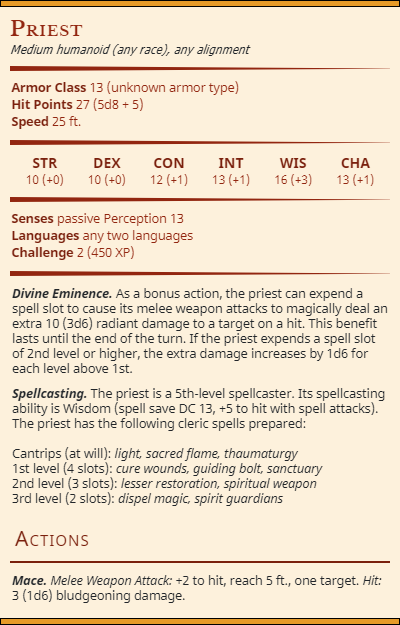 Priest
Medium humanoid (any race), any alignment
Armor Class 13 (unknown armor type)
Hit Points 27 (5d8 + 5)
Speed 25 ft.
STR DEX CON INT WIS CHA
10 (+0) 10 (+0) 12 (+1) 13 (+1) 16 (+3) 13 (+1)
Senses passive Perception 13
Languages any two languages
Challenge 2 (450 XP)
Divine Eminence. As a bonus action, the priest can expend a
spell slot to cause its melee weapon attacks to magically deal an
extra 10 (3d6) radiant damage to a target on a hit. This benefit
lasts until the end of the turn. If the priest expends a spell slot
of 2nd level or higher, the extra damage increases by 1d6 for
each level above 1st.
Spellcasting. The priest is a 5th-level spellcaster. Its spellcasting
ability is Wisdom (spell save DC 13, +5 to hit with spell attacks).
The priest has the following cleric spells prepared:
Cantrips (at will): light, sacred flame, thaumaturgy
1st level (4 slots): cure wounds, guiding bolt, sanctuary
2nd level (3 slots): lesser restoration, spiritual weapon
3rd level (2 slots): dispel magic, spirit guardians
Actions
Mace. Melee Weapon Attack: +2 to hit, reach 5 ft., one target. Hit:
3 (1d6) bludgeoning damage.